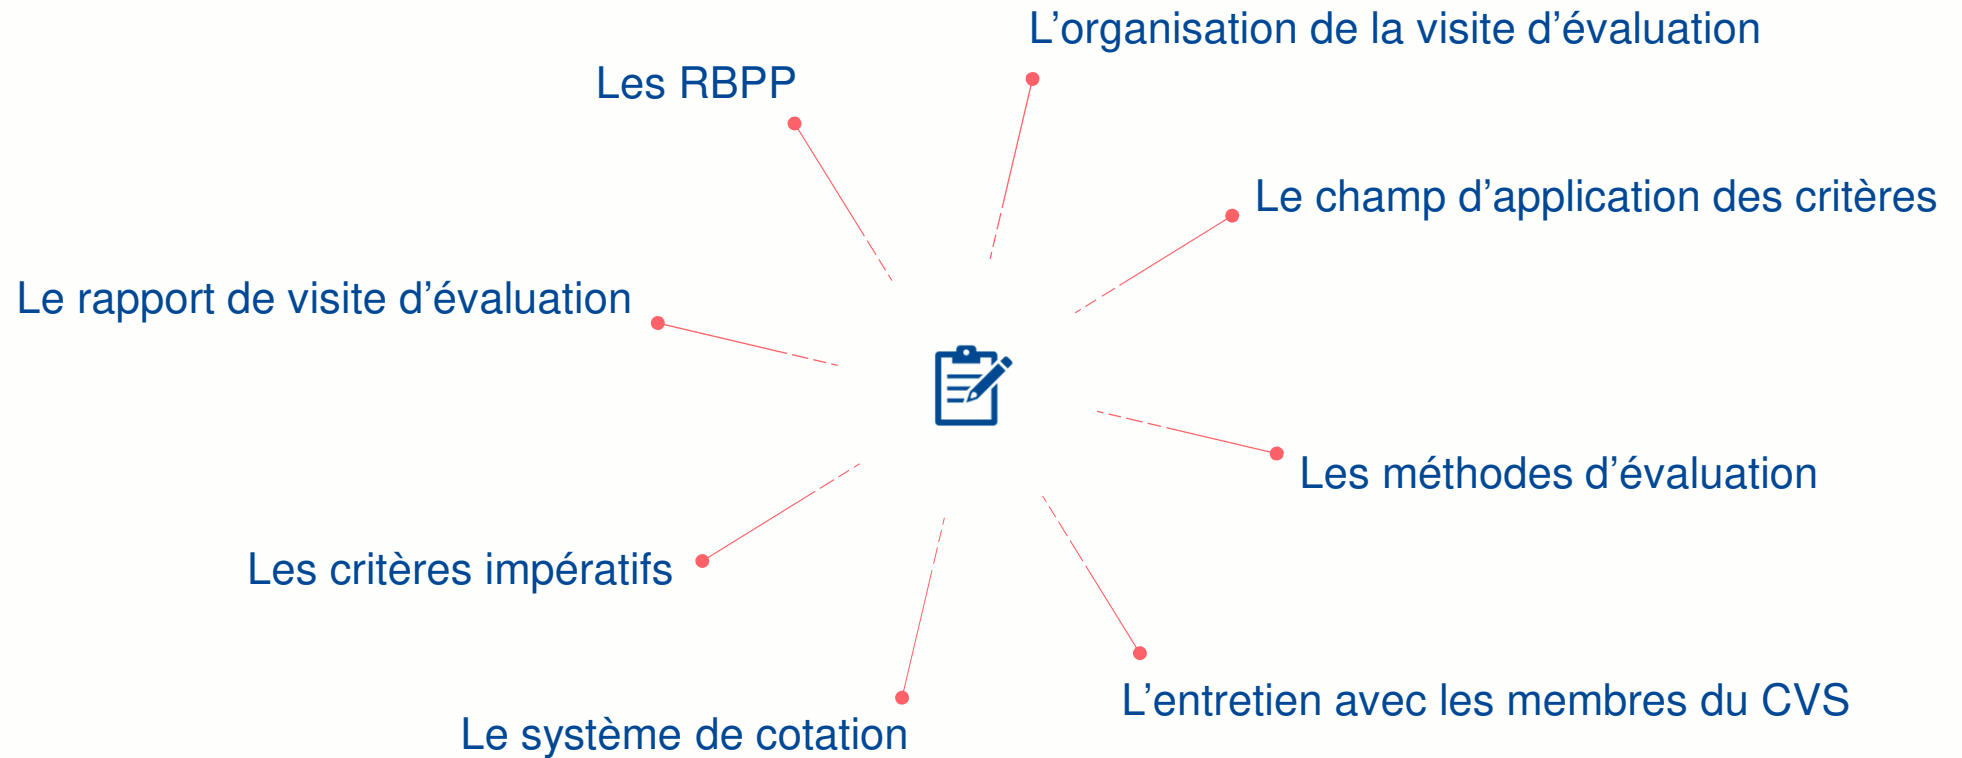 L’organisation de la visite d’évaluation
Les RBPP
Le champ d’application des critères
Le rapport de visite d’évaluation
Les méthodes d’évaluation
Les critères impératifs
L’entretien avec les membres du CVS
Le système de cotation